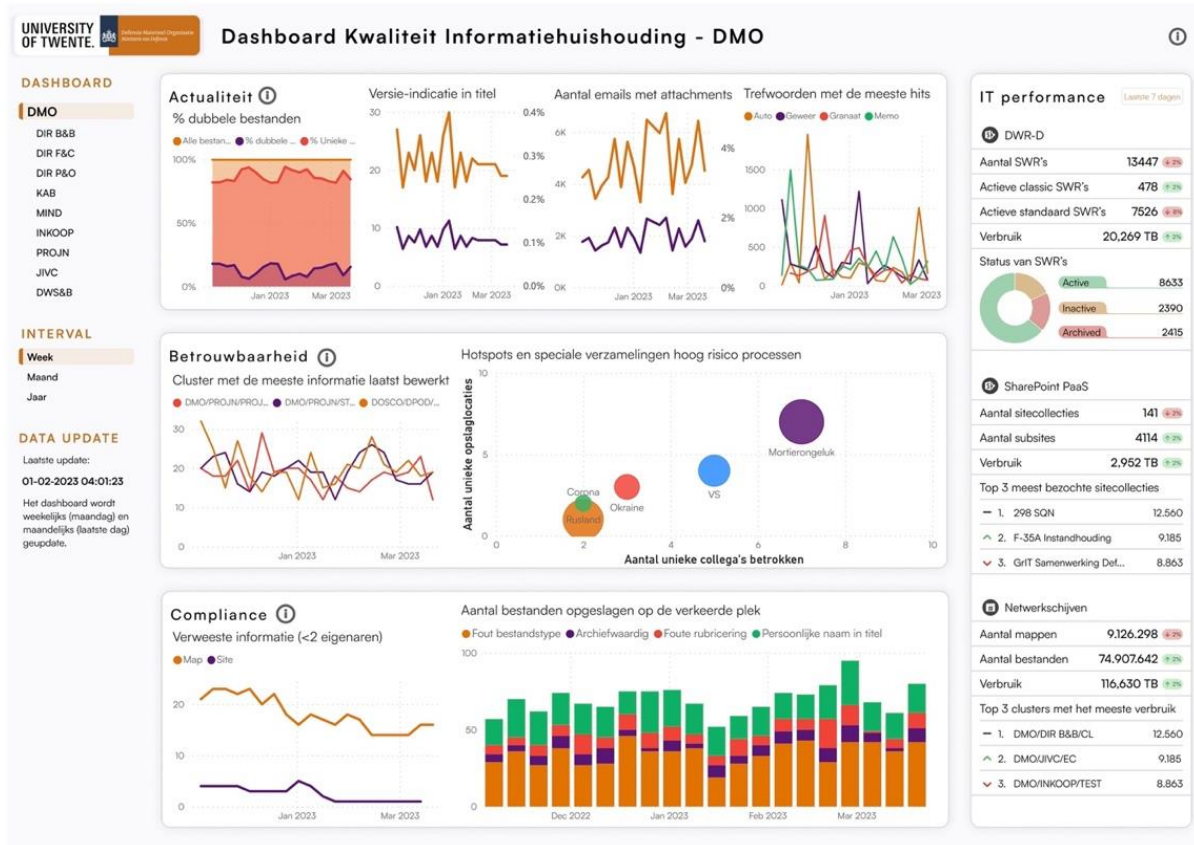 UNIVERSITY
OF TWENTE.
Dashboard Kwaliteit Informatiehuishouding - DMO
DASHBOARD
DMO
DIR B&B
DIR F&C
DIR P&O
KAB
MIND
INKOOP
PROJN
JIVC
DWS&B
INTERVAL
Week
Maand
Jaar
DATA UPDATE
Laatste update:
01-02-2023 04:01:23
Het dashboard wordt
wekelijks (maandag) en
maandelijks (laatste dag)
geupdate.
Actualiteit
% dubbele bestanden
Alle bestan... % dubbele ... % Unieke ...
100%
50%
0%
Jan 2023 Mar 2023
Versie-indicatie in titel
30
20
10
0
0.4%
0.3%
0.2%
0.1%
0.0%
Jan 2023 Mar 2023
Aantal emails met attachments
6K
4K
2K
0K
4%
2%
0%
Jan 2023 Mar 2023
Trefwoorden met de meeste hits
Auto Geweer Granaat Memo
1500
1000
500
0
Jan 2023 Mar 2023
Betrouwbaarheid
Cluster met de meeste informatie laatst bewerkt
DMO/PROJN/PROJ... DMO/PROJN/ST... DOSCO/DPOD/...
30
20
10
0
Jan 2023 Mar 2023
Hotspots en speciale verzamelingen hoog risico processen
Aantal unieke opslaglocaties
10
5
0
Corona
Rusland
Okraine
VS
Mortierongeluk
0 2 4 6 8 10
Aantal unieke collega's betrokken
Compliance
Verweeste informatie (<2 eigenaren)
Map Site
20
10
0
Jan 2023 Mar 2023
Aantal bestanden opgeslagen op de verkeerde plek
Fout bestandstype Archiefwaardig Foute rubricering Persoonlijke naam in titel
100
50
0
Dec 2022 Jan 2023 Feb 2023 Mar 2023
IT performance Laatste 7 dagen
DWR-D
Aantal SWR's 13447 ↓ 2%
Actieve classic SWR's 478 ↑ 2%
Actieve standaard SWR's 7526
Verbruik 20,269 TB ↑ 2%
Status van SWR's
Active 8633
Inactive 2390
Archived 2415
SharePoint PaaS
Aantal sitecollecties 141 ↓ 2%
Aantal subsites 4114 ↑ 2%
Verbruik 2,952 TB ↑ 2%
Top 3 meest bezochte sitecollecties
1. 298 SQN 12.560
2. F-35A Instandhouding 9.185
3. GrIT Samenwerking Def... 8.863
Netwerkschijven
Aantal mappen 9.126.298 ↓ 2%
Aantal bestanden 74.907.642 ↑ 2%
Verbruik 116,630 TB ↑ 2%
Top 3 clusters met het meeste verbruik
1. DMO/DIR B&B/CL 12.560
2. DMO/JIVC/EC 9.185
3. DMO/INKOOP/TEST 8.863